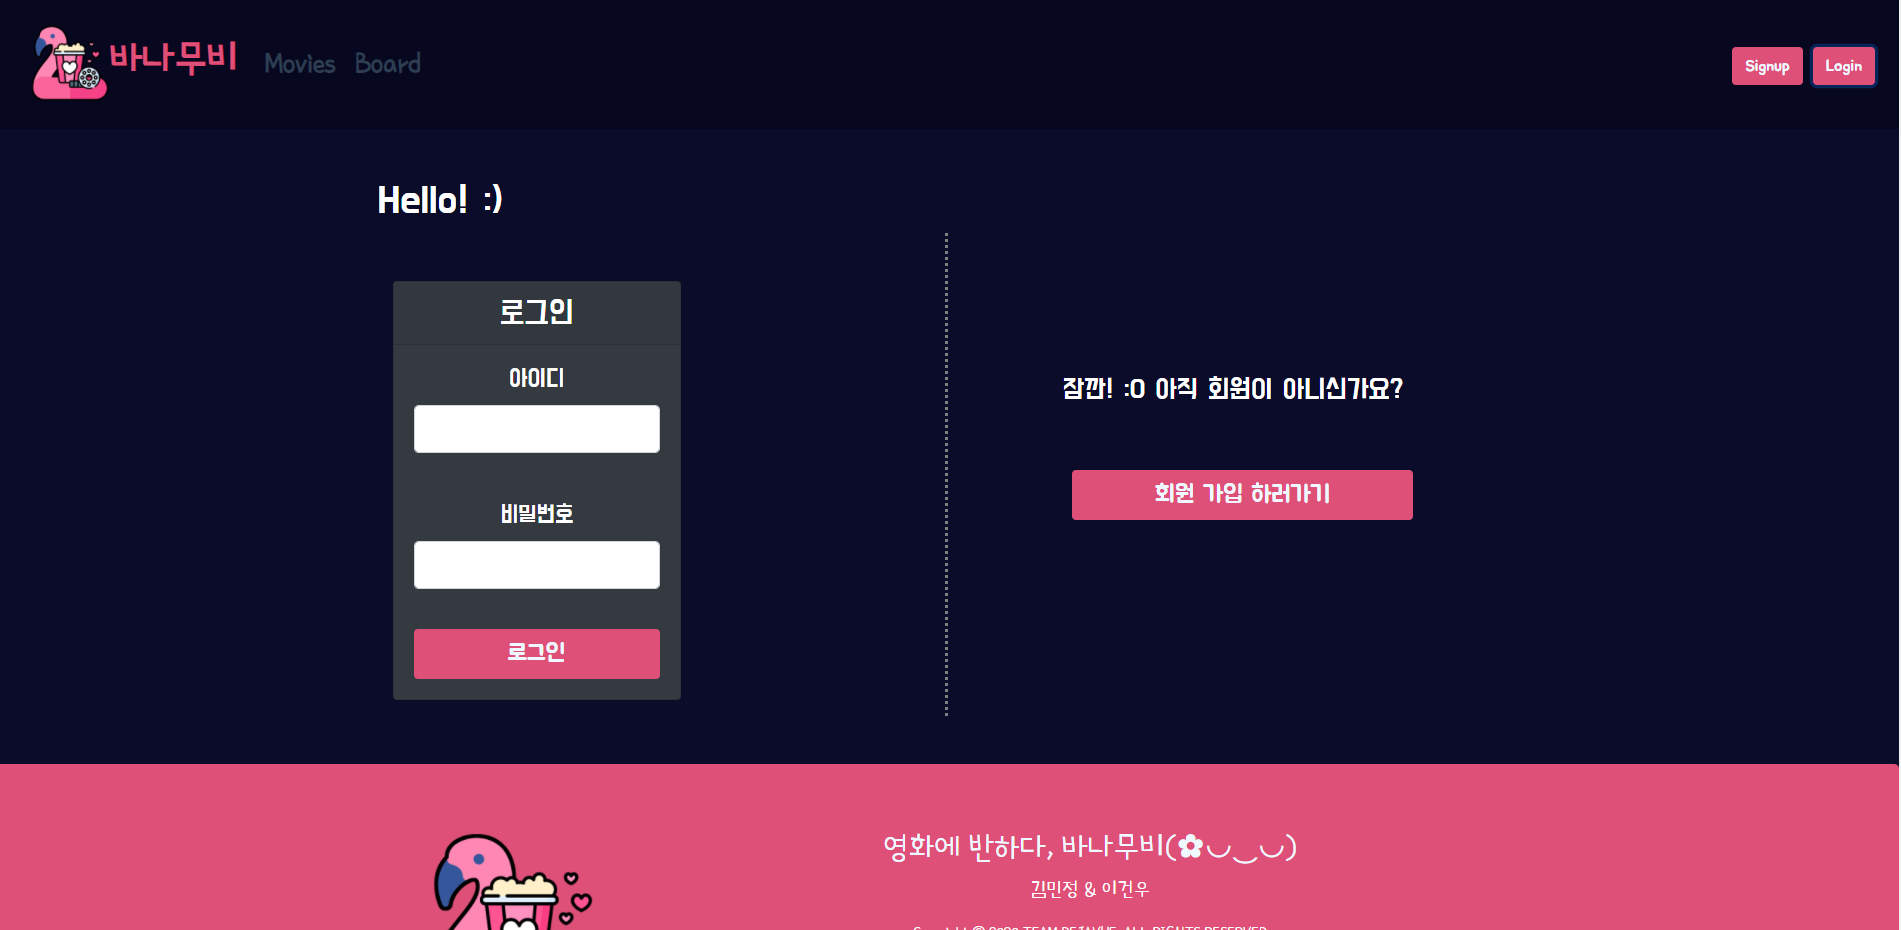 바나무비 Movies Board Signup Login
Hello! :)
로그인
아이디
비밀번호
로그인
잠깐! :O 아직 회원이 아니신가요?
회원 가입 하러가기
영화에 반하다, 바나무비(✿◡‿◡)
김민정 & 이건우